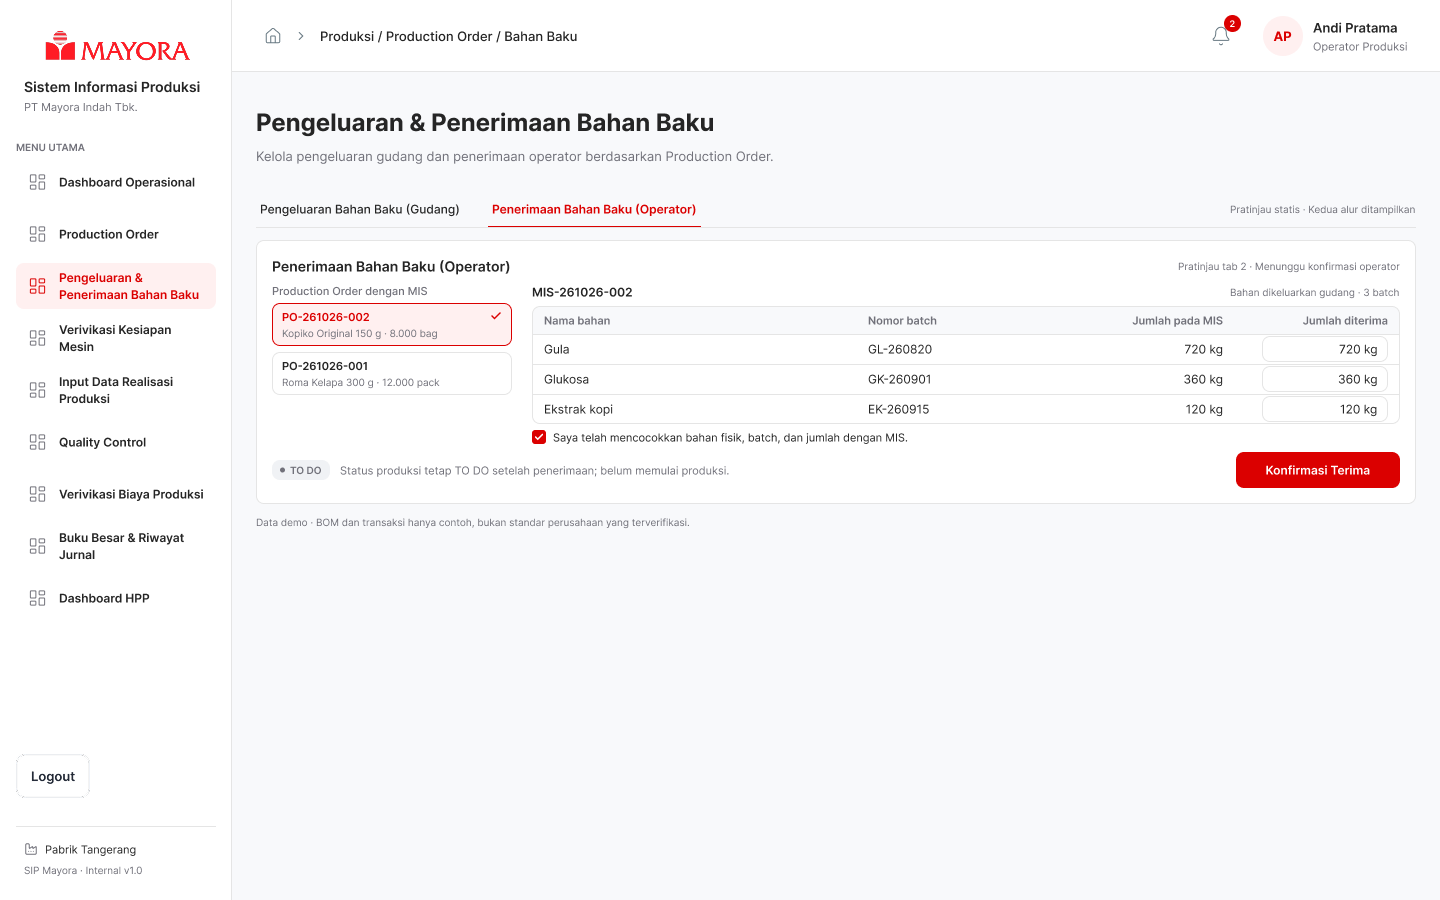 MAYORA
Sistem Informasi Produksi
PT Mayora Indah Tbk.
MENU UTAMA
Dashboard Operasional
Production Order
Pengeluaran &
Penerimaan Bahan Baku
Verivikasi Kesiapan
Mesin
Input Data Realisasi
Produksi
Quality Control
Verivikasi Biaya Produksi
Buku Besar & Riwayat
Jurnal
Dashboard HPP
Logout
Pabrik Tangerang
SIP Mayora · Internal v1.0
Produksi / Production Order / Bahan Baku
2
AP
Andi Pratama
Operator Produksi
Pengeluaran & Penerimaan Bahan Baku
Kelola pengeluaran gudang dan penerimaan operator berdasarkan Production Order.
Pengeluaran Bahan Baku (Gudang) Penerimaan Bahan Baku (Operator) Pratinjau statis · Kedua alur ditampilkan
Penerimaan Bahan Baku (Operator) Pratinjau tab 2 · Menunggu konfirmasi operator
Production Order dengan MIS
PO-261026-002
Kopiko Original 150 g · 8.000 bag
PO-261026-001
Roma Kelapa 300 g · 12.000 pack
MIS-261026-002 Bahan dikeluarkan gudang · 3 batch
Nama bahan Nomor batch Jumlah pada MIS Jumlah diterima
Gula GL-260820 720 kg 720 kg
Glukosa GK-260901 360 kg 360 kg
Ekstrak kopi EK-260915 120 kg 120 kg
Saya telah mencocokkan bahan fisik, batch, dan jumlah dengan MIS.
TO DO Status produksi tetap TO DO setelah penerimaan; belum memulai produksi. Konfirmasi Terima
Data demo · BOM dan transaksi hanya contoh, bukan standar perusahaan yang terverifikasi.